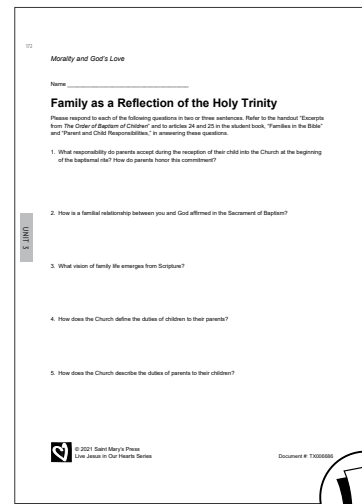 172
Morality and God's Love
Name ____________________
Family as a Reflection of the Holy Trinity
Please respond to each of the following questions in two or three sentences. Refer to the handout "Excerpts
from The Order of Baptism of Children" and to articles 24 and 25 in the student book, "Families in the Bible"
and "Parent and Child Responsibilities," in answering these questions.
1. What responsibility do parents accept during the reception of their child into the Church at the beginning
of the baptismal rite? How do parents honor this commitment?
2. How is a familial relationship between you and God affirmed in the Sacrament of Baptism?
UNIT 5
3. What vision of family life emerges from Scripture?
4. How does the Church define the duties of children to their parents?
5. How does the Church describe the duties of parents to their children?
© 2021 Saint Mary's Press
Live Jesus in Our Hearts Series
Document #: TX006686